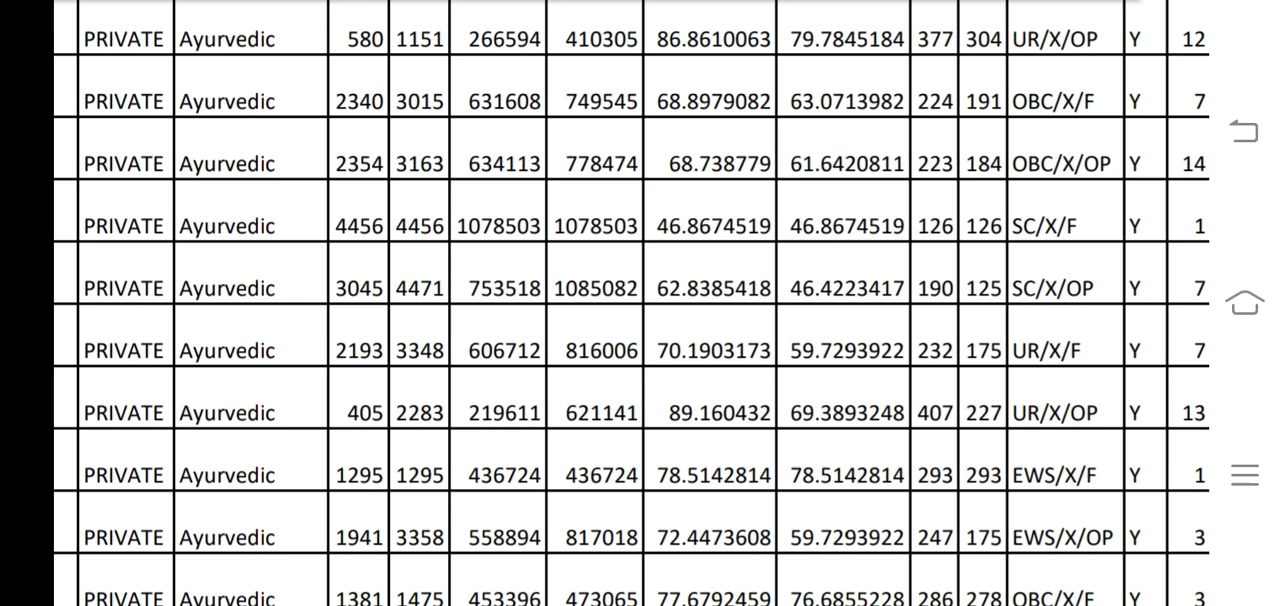 PRIVATE Ayurvedic 580 1151 266594 410305 86.8610063 79.7845184 377 304 UR/X/OP Y 12
PRIVATE Ayurvedic 2340 3015 631608 749545 68.8979082 63.0713982 224 191 OBC/X/F Y 7
PRIVATE Ayurvedic 2354 3163 634113 778474 68.738779 61.6420811 223 184 OBC/X/OP Y 14
PRIVATE Ayurvedic 4456 4456 1078503 1078503 46.8674519 46.8674519 126 126 SC/X/F Y 1
PRIVATE Ayurvedic 3045 4471 753518 1085082 62.8385418 46.4223417 190 125 SC/X/OP Y 7
PRIVATE Ayurvedic 2193 3348 606712 816006 70.1903173 59.7293922 232 175 UR/X/F Y 7
PRIVATE Ayurvedic 405 2283 219611 621141 89.160432 69.3893248 407 227 UR/X/OP Y 13
PRIVATE Ayurvedic 1295 1295 436724 436724 78.5142814 78.5142814 293 293 EWS/X/F Y 1
PRIVATE Ayurvedic 1941 3358 558894 817018 72.4473608 59.7293922 247 175 EWS/X/OP Y 3
PRIVATE Ayurvedic 1381 1475 453396 473065 77.6792459 76.6855228 286 278 OBC/X/F Y 3